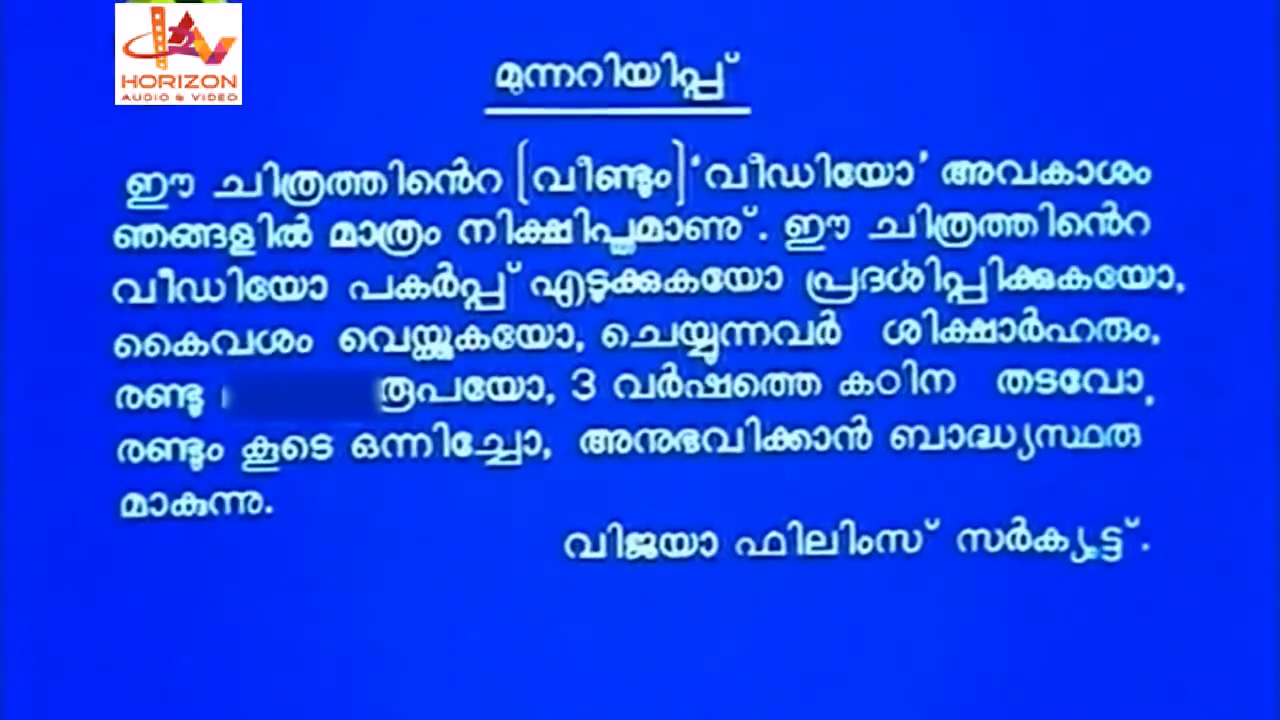 HORIZON
AUDIO & VIDEO
മുന്നറിയിപ്പ്
ഈ ചിത്രത്തിൻെറ [വീണ്ടും] ‘വീഡിയോ’ അവകാശം
ഞങ്ങളിൽ മാത്രം നിക്ഷിപ്തമാണു്. ഈ ചിത്രത്തിൻെറ
വീഡിയോ പകർപ്പ് എടുക്കുകയോ പ്രദർശിപ്പിക്കുകയോ,
കൈവശം വെയ്ക്കുകയോ, ചെയ്യുന്നവർ ശിക്ഷാർഹരും,
രണ്ടു രൂപയോ, 3 വർഷത്തെ കഠിന തടവോ,
രണ്ടും കൂടെ ഒന്നിച്ചോ, അനുഭവിക്കാൻ ബാദ്ധ്യസ്ഥരു
മാകുന്നു.
വിജയാ ഫിലിംസ് സർക്യൂട്ട്.